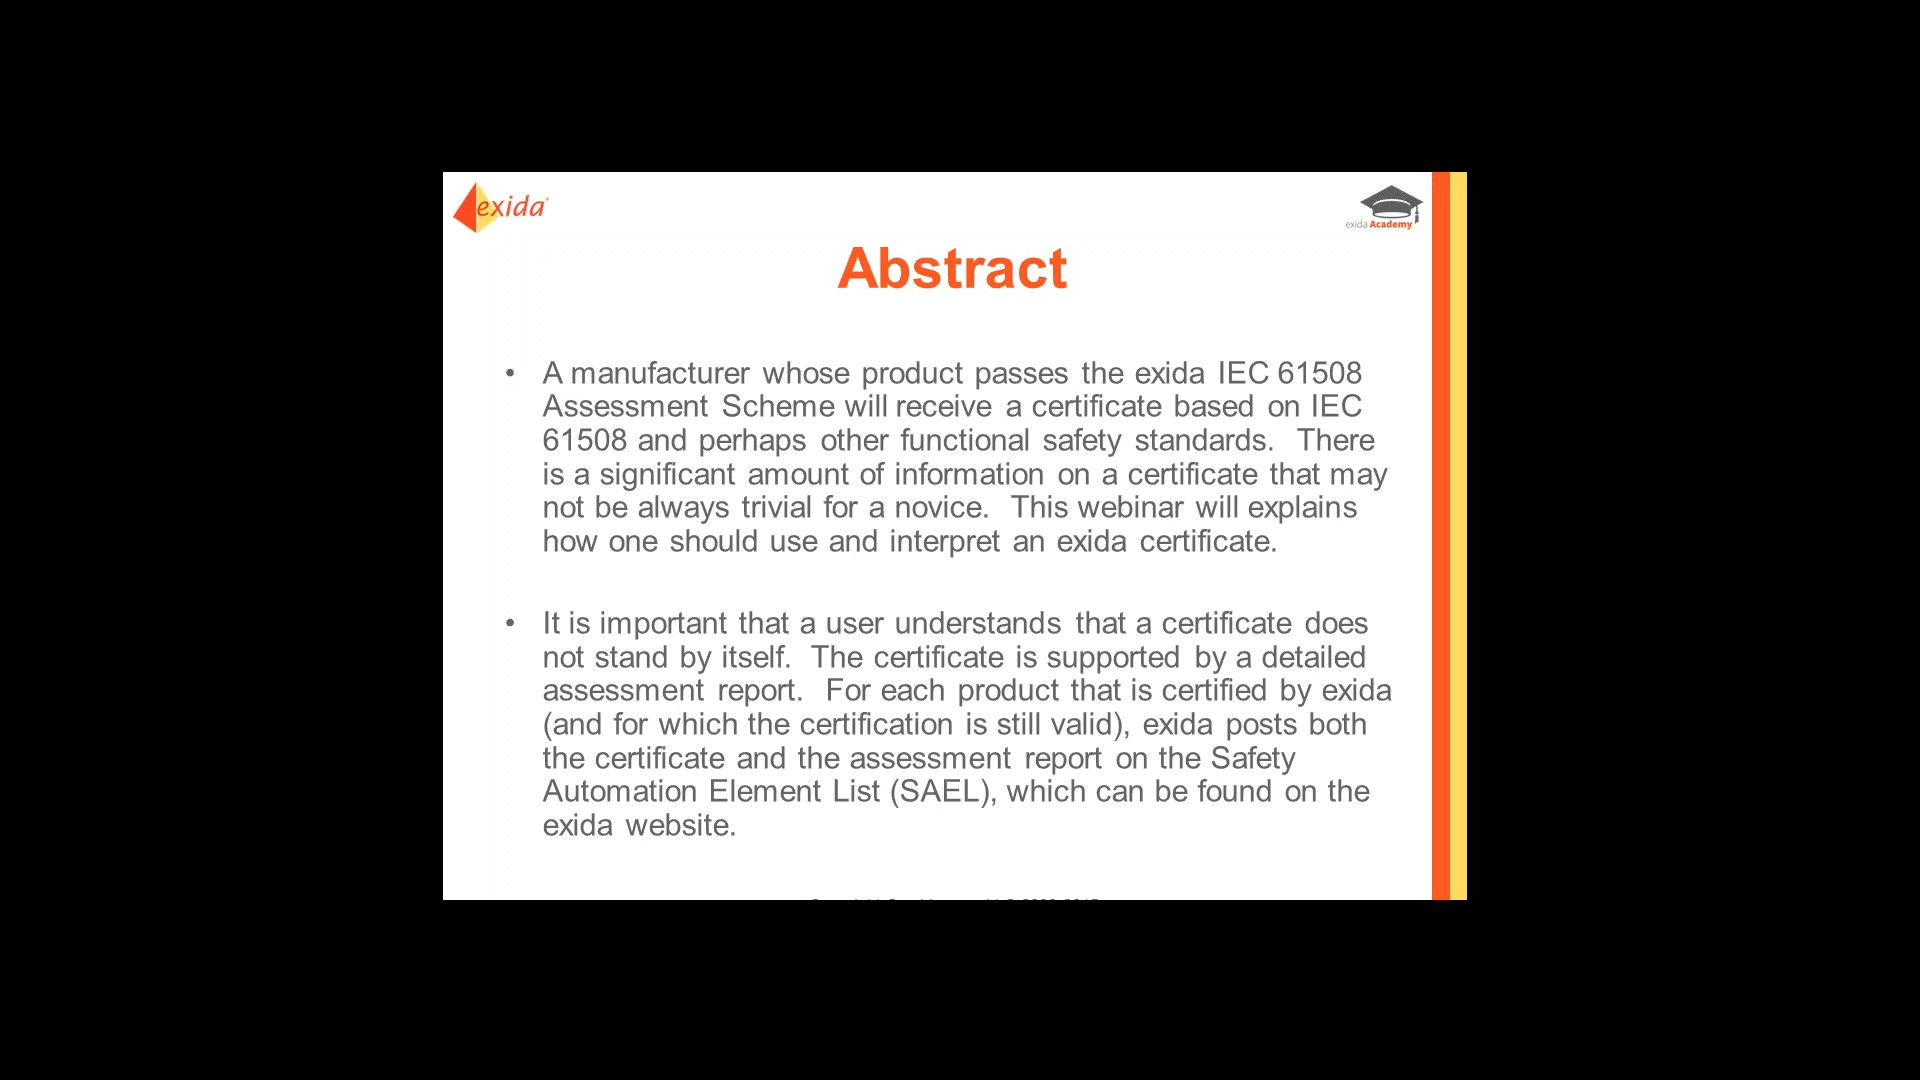 exida
exida Academy
Abstract
• A manufacturer whose product passes the exida IEC 61508
Assessment Scheme will receive a certificate based on IEC
61508 and perhaps other functional safety standards. There
is a significant amount of information on a certificate that may
not be always trivial for a novice. This webinar will explains
how one should use and interpret an exida certificate.
• It is important that a user understands that a certificate does
not stand by itself. The certificate is supported by a detailed
assessment report. For each product that is certified by exida
(and for which the certification is still valid), exida posts both
the certificate and the assessment report on the Safety
Automation Element List (SAEL), which can be found on the
exida website.